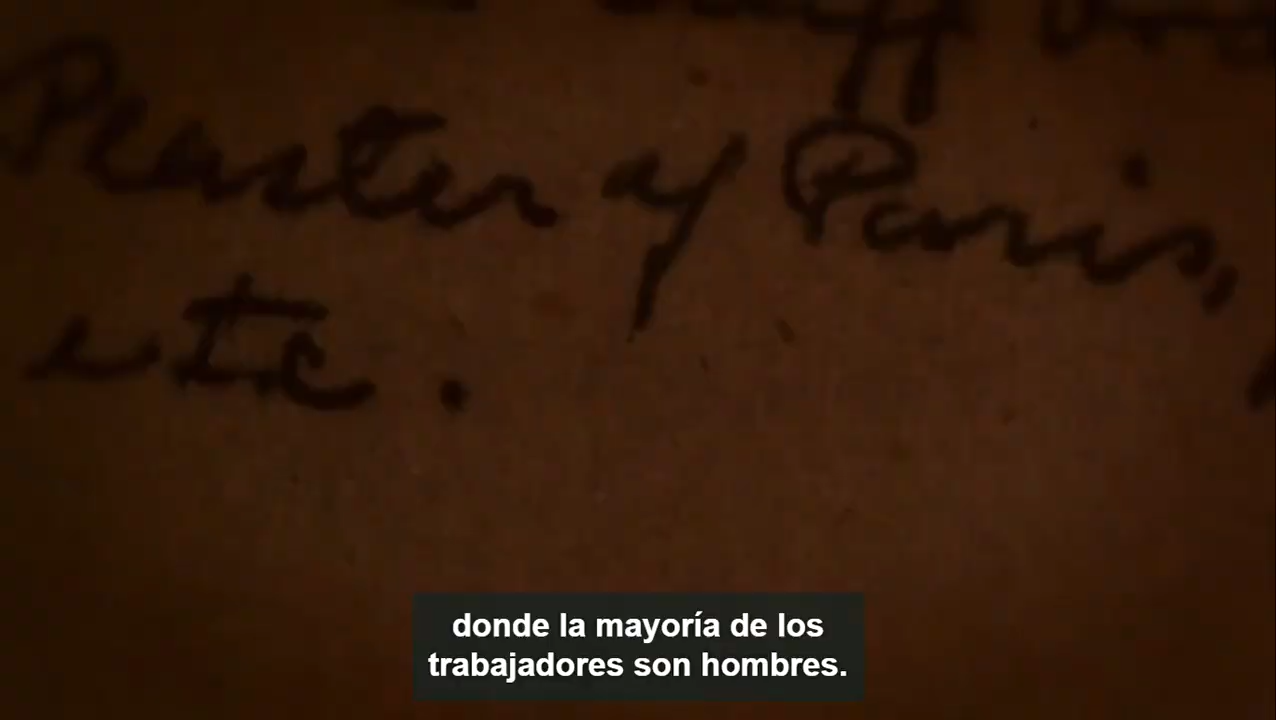 Plaster of Paris,
etc.
donde la mayoría de los
trabajadores son hombres.